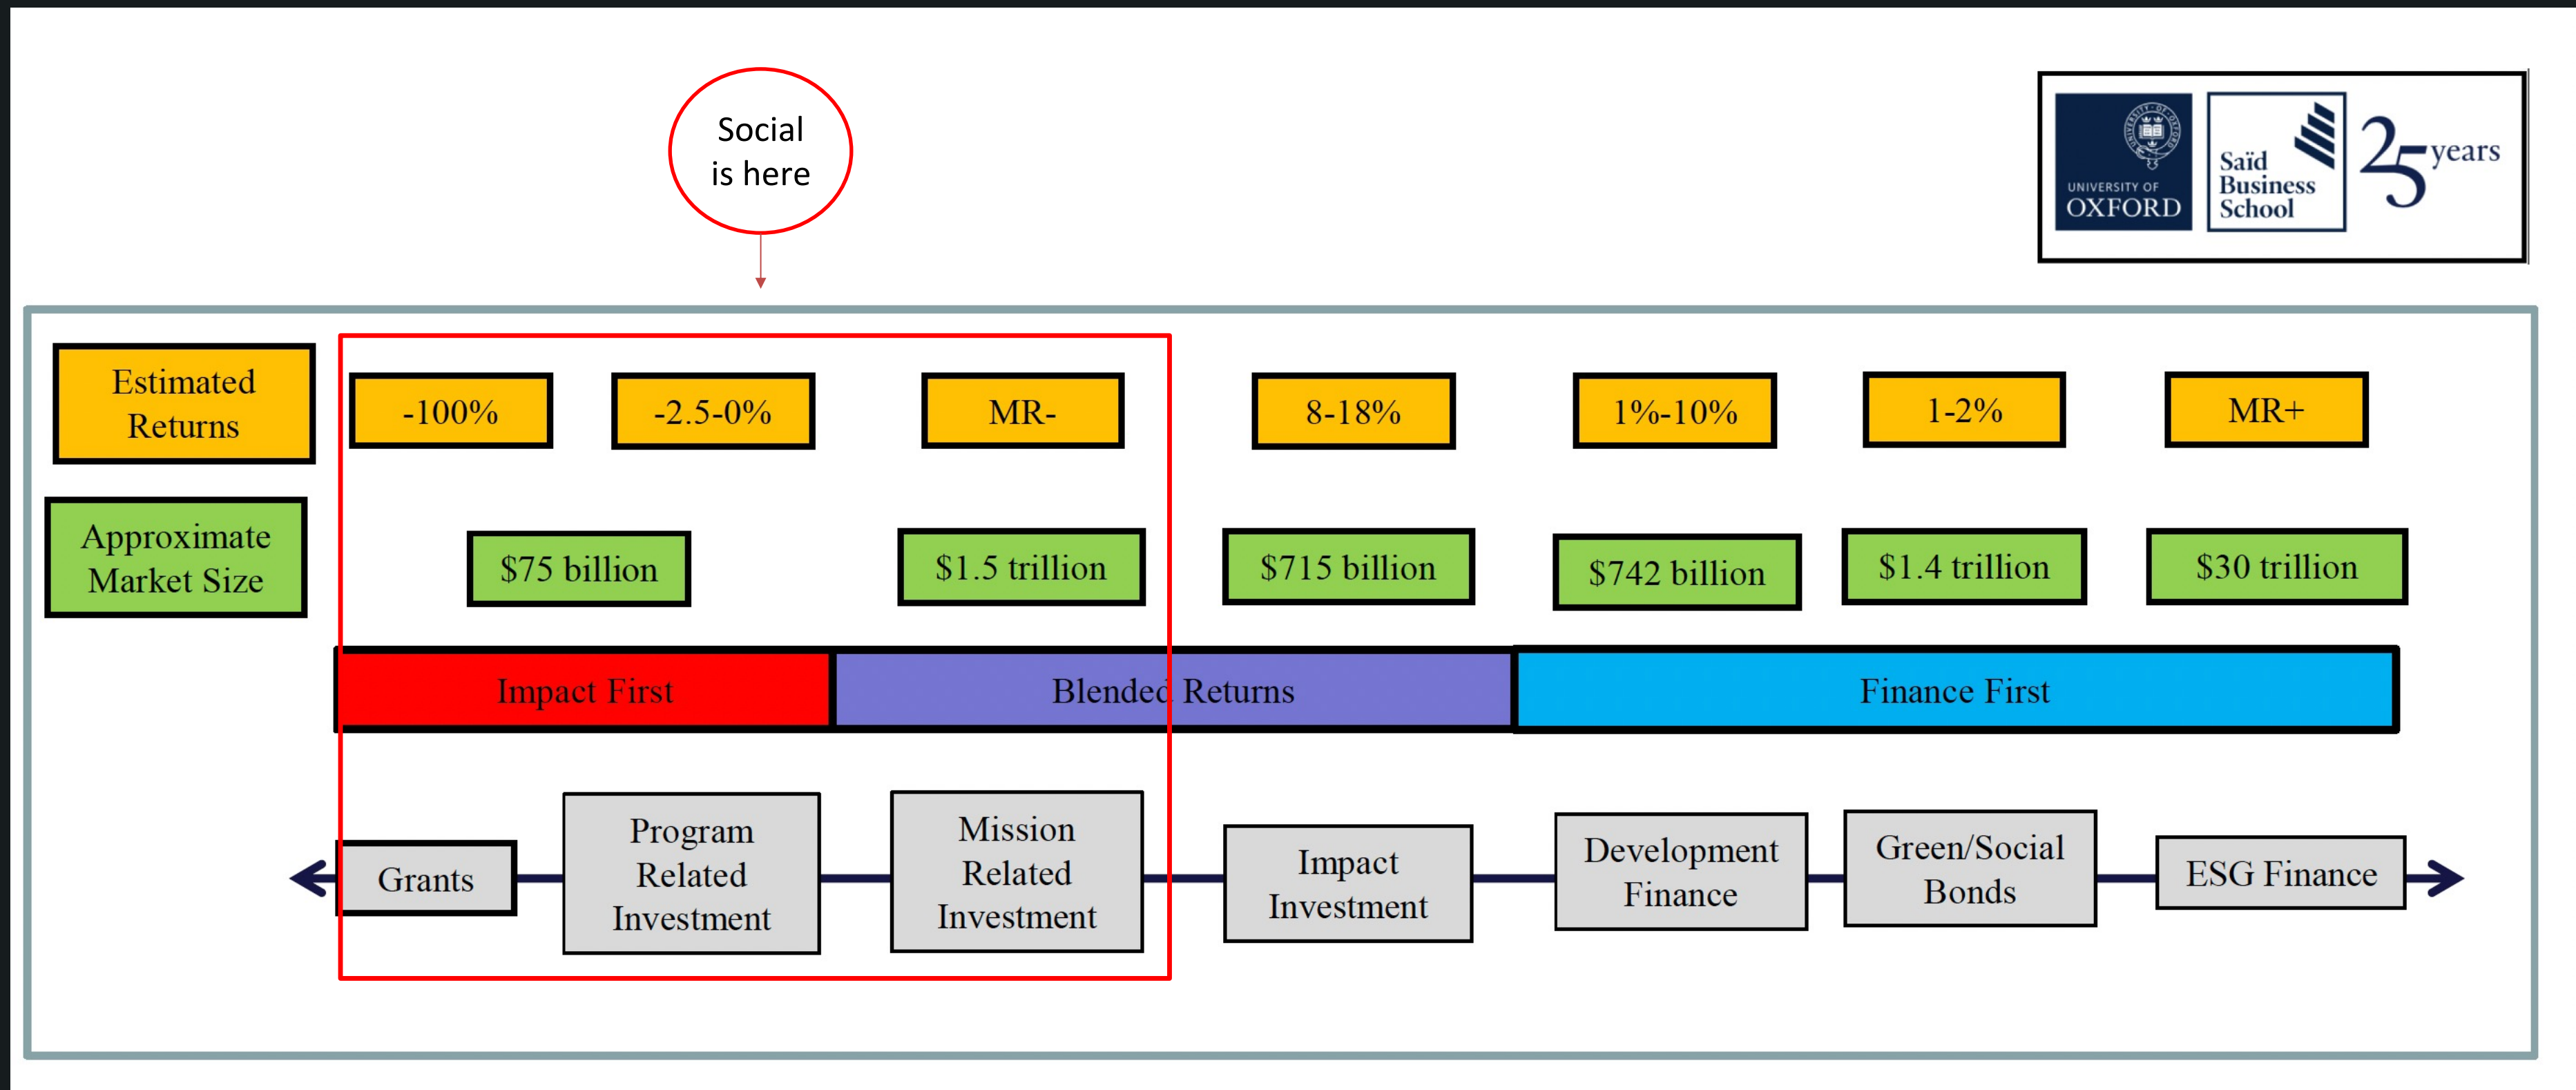 Social
is here
UNIVERSITY OF
OXFORD
Saïd
Business
School
25 years
Estimated
Returns
-100%
-2.5-0%
MR-
8-18%
1%-10%
1-2%
MR+
Approximate
Market Size
$75 billion
$1.5 trillion
$715 billion
$742 billion
$1.4 trillion
$30 trillion
Impact First
Blended Returns
Finance First
Grants
Program
Related
Investment
Mission
Related
Investment
Impact
Investment
Development
Finance
Green/Social
Bonds
ESG Finance